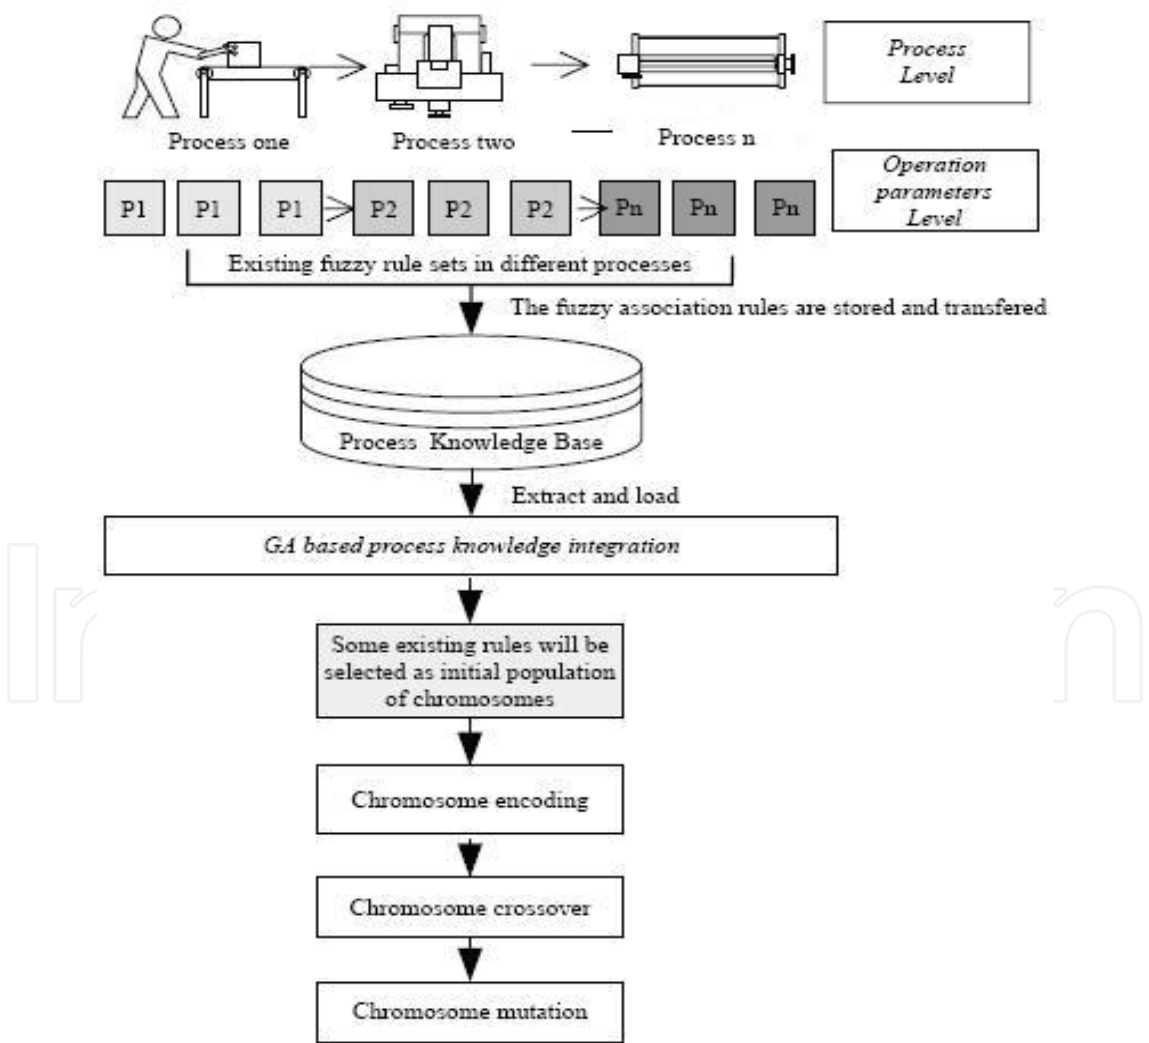 Process
Level
Process one
Process two
Process n
Operation
parameters
Level
P1 P1 P1 P2 P2 P2 Pn Pn Pn
Existing fuzzy rule sets in different processes
The fuzzy association rules are stored and transfered
Process Knowledge Base
Extract and load
GA based process knowledge integration
Some existing rules will be
selected as initial population
of chromosomes
Chromosome encoding
Chromosome crossover
Chromosome mutation